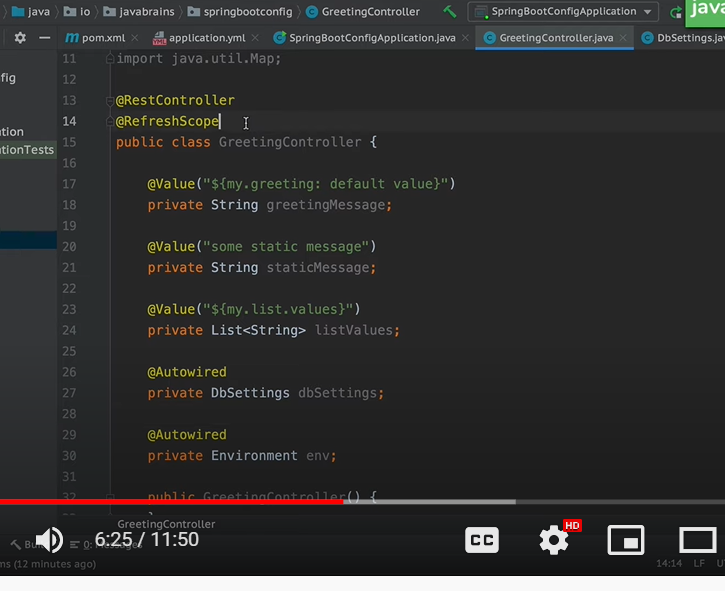 java io javabrains springbootconfig GreetingController SpringBootConfigApplication java
pom.xml application.yml SpringBootConfigApplication.java GreetingController.java DbSettings.jav
fig
ution
ationTests
11 import java.util.Map;
12
13 @RestController
14 @RefreshScope
15 public class GreetingController {
16
17 @Value("${my.greeting: default value}")
18 private String greetingMessage;
19
20 @Value("some static message")
21 private String staticMessage;
22
23 @Value("${my.list.values}")
24 private List<String> listValues;
25
26 @Autowired
27 private DbSettings dbSettings;
28
29 @Autowired
30 private Environment env;
31
32 public GreetingController() {
GreetingController
6:25 / 11:50 CC HD
ms (12 minutes ago) 14:14 LF U